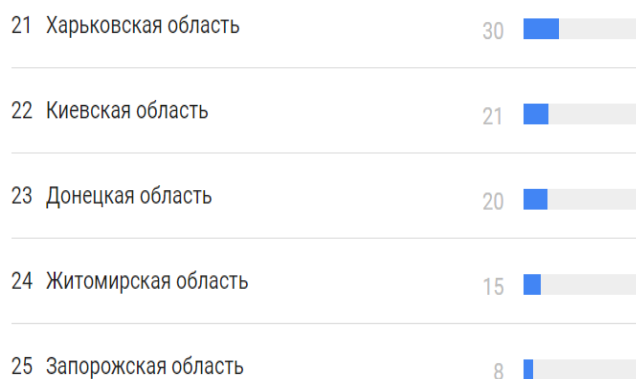 21 Харьковская область 30
22 Киевская область 21
23 Донецкая область 20
24 Житомирская область 15
25 Запорожская область 8